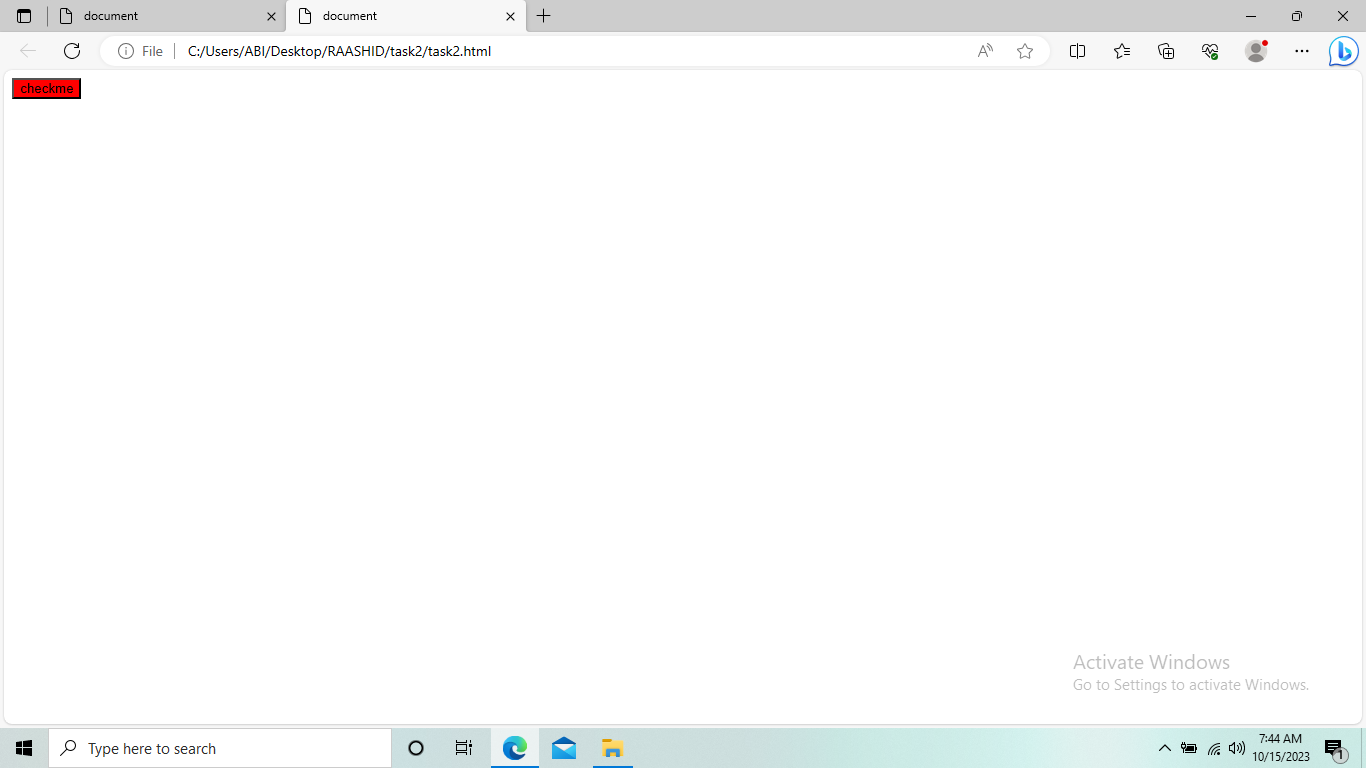 document
document
File
C:/Users/ABI/Desktop/RAASHID/task2/task2.html
checkme
Activate Windows
Go to Settings to activate Windows.
Type here to search
7:44 AM
10/15/2023
1